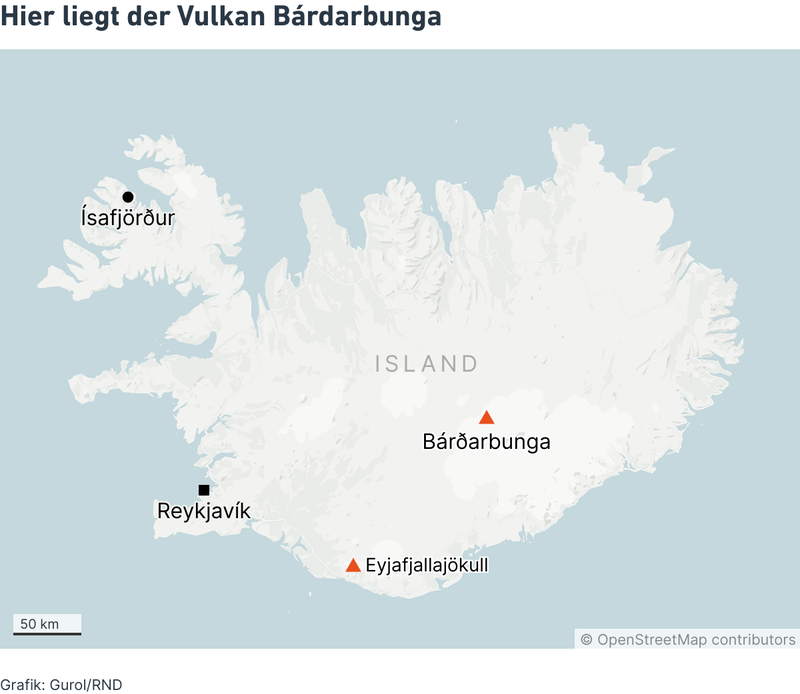 Hier liegt der Vulkan Bárdarbunga
Ísafjörður
ISLAND
Bárðarbunga
Reykjavík
Eyjafjallajökull
50 km
© OpenStreetMap contributors
Grafik: Gurol/RND